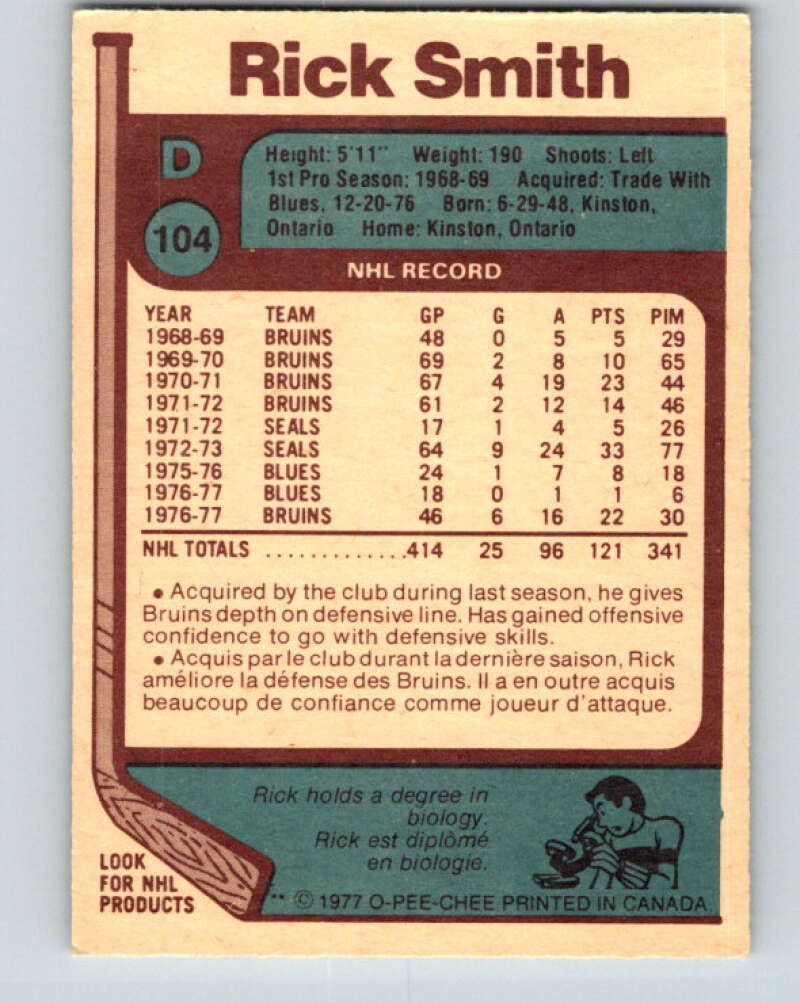 Rick Smith
D
104
Height: 5'11" Weight: 190 Shoots: Left
1st Pro Season: 1968-69 Acquired: Trade With
Blues, 12-20-76 Born: 6-29-48, Kinston,
Ontario Home: Kinston, Ontario
NHL RECORD
YEAR TEAM GP G A PTS PIM
1968-69 BRUINS 48 0 5 5 29
1969-70 BRUINS 69 2 8 10 65
1970-71 BRUINS 67 4 19 23 44
1971-72 BRUINS 61 2 12 14 46
1971-72 SEALS 17 1 4 5 26
1972-73 SEALS 64 9 24 33 77
1975-76 BLUES 24 1 7 8 18
1976-77 BLUES 18 0 1 1 6
1976-77 BRUINS 46 6 16 22 30
NHL TOTALS .............414 25 96 121 341
• Acquired by the club during last season, he gives
Bruins depth on defensive line. Has gained offensive
confidence to go with defensive skills.
• Acquis par le club durant la dernière saison, Rick
améliore la défense des Bruins. Il a en outre acquis
beaucoup de confiance comme joueur d'attaque.
Rick holds a degree in
biology.
Rick est diplômé
en biologie.
LOOK
FOR NHL
PRODUCTS
** © 1977 O-PEE-CHEE PRINTED IN CANADA.